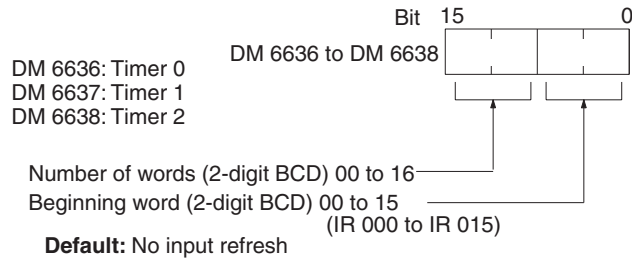 Bit 15 0
DM 6636 to DM 6638
DM 6636: Timer 0
DM 6637: Timer 1
DM 6638: Timer 2
Number of words (2-digit BCD) 00 to 16
Beginning word (2-digit BCD) 00 to 15
(IR 000 to IR 015)
Default: No input refresh